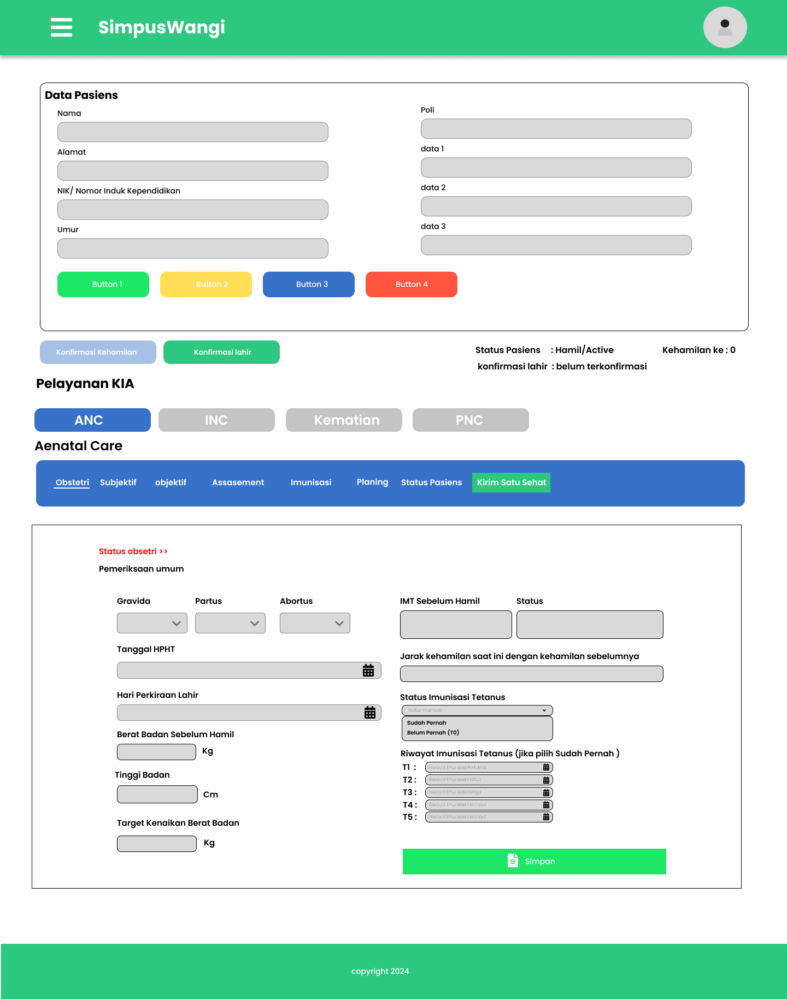 SimpusWangi
Data Pasiens
Nama
Alamat
NIK/ Nomor Induk Kependidikan
Umur
Poli
data 1
data 2
data 3
Button 1
Button 2
Button 3
Button 4
Konfirmasi Kehamilan
Konfirmasi lahir
Status Pasiens : Hamil/Active
Kehamilan ke : 0
konfirmasi lahir : belum terkonfirmasi
Pelayanan KIA
ANC
INC
Kematian
PNC
Aenatal Care
Obstetri
Subjektif
objektif
Assasement
Imunisasi
Planing
Status Pasiens
Kirim Satu Sehat
Status obsetri >>
Pemeriksaan umum
Gravida
Partus
Abortus
Tanggal HPHT
Hari Perkiraan Lahir
Berat Badan Sebelum Hamil
Kg
Tinggi Badan
Cm
Target Kenaikan Berat Badan
Kg
IMT Sebelum Hamil
Status
Jarak kehamilan saat ini dengan kehamilan sebelumnya
Status Imunisasi Tetanus
Status Imunisasi
Sudah Pernah
Belum Pernah (T0)
Riwayat Imunisasi Tetanus (jika pilih Sudah Pernah )
T1 : Riwayat Imunisasi Pertama
T2 : Riwayat Imunisasi Kedua
T3 : Riwayat Imunisasi Ketiga
T4 : Riwayat Imunisasi KeEmpat
T5 : Riwayat Imunisasi KeEmpat
Simpan
copyright 2024